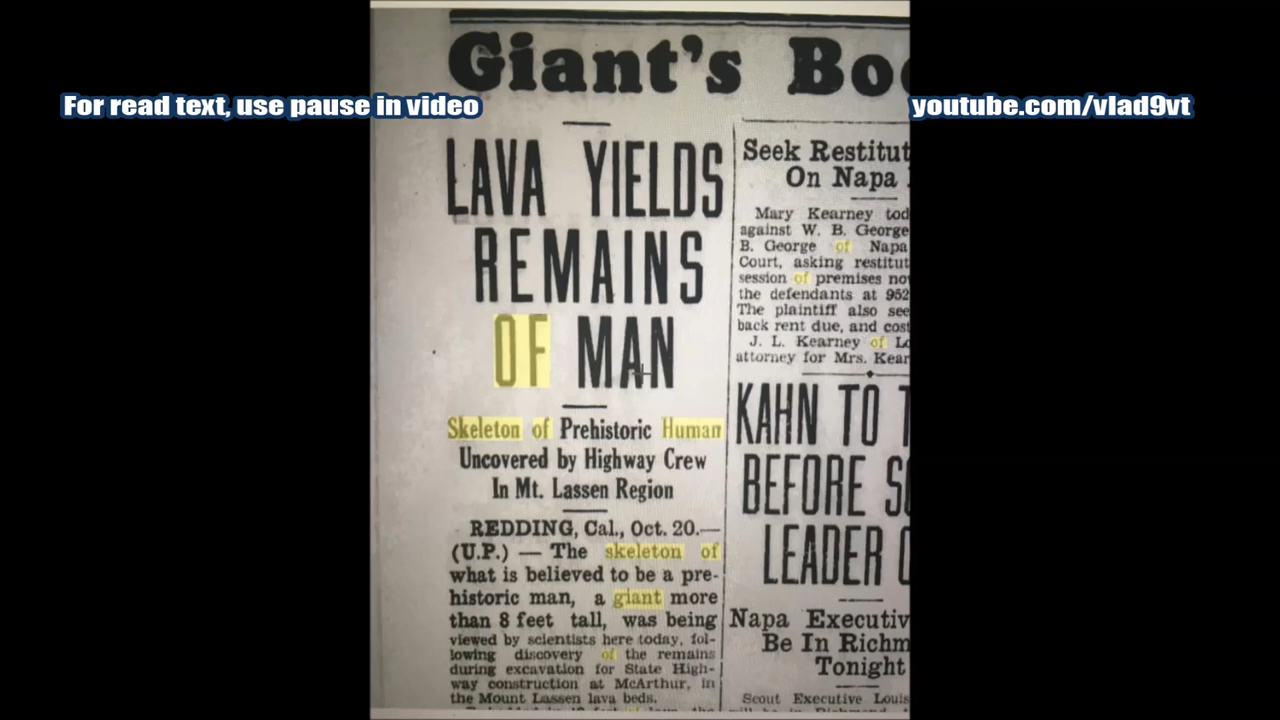 Giant's
For read text, use pause in video
youtube.com/vlad9vt
LAVA YIELDS
REMAINS
OF MAN
Skeleton of Prehistoric Human
Uncovered by Highway Crew
In Mt. Lassen Region
REDDING, Cal., Oct. 20.—
(U.P.) — The skeleton of
what is believed to be a pre-
historic man, a giant more
than 8 feet tall, was being
viewed by scientists here today, fol-
lowing discovery of the remains
during excavation for State High-
way construction at McArthur, in
the Mount Lassen lava beds.
Seek Restitut
On Napa
Mary Kearney tod
against W. B. George
B. George of Napa
Court, asking restitut
session of premises no
the defendants at 952
The plaintiff also see
back rent due, and cost
J. L. Kearney of Lo
attorney for Mrs. Kear
KAHN TO T
BEFORE S
LEADER
Napa Executiv
Be In Richm
Tonight
Scout Executive Louis